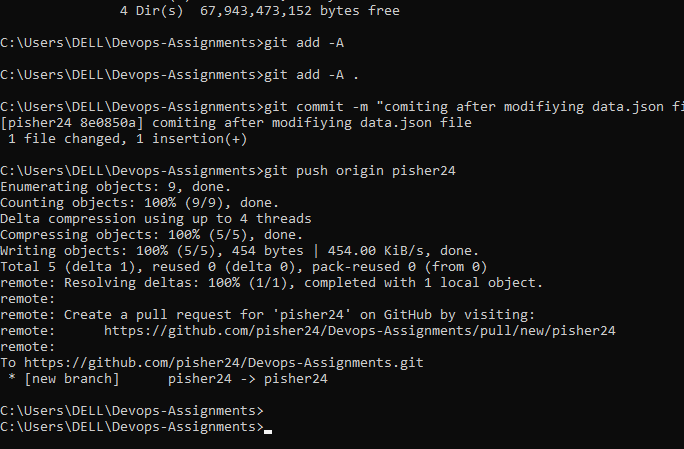 4 Dir(s)  67,943,473,152 bytes free
C:\Users\DELL\Devops-Assignments>git add -A
C:\Users\DELL\Devops-Assignments>git add -A .
C:\Users\DELL\Devops-Assignments>git commit -m "comiting after modifiying data.json fi
[pisher24 8e0850a] comiting after modifiying data.json file
 1 file changed, 1 insertion(+)
C:\Users\DELL\Devops-Assignments>git push origin pisher24
Enumerating objects: 9, done.
Counting objects: 100% (9/9), done.
Delta compression using up to 4 threads
Compressing objects: 100% (5/5), done.
Writing objects: 100% (5/5), 454 bytes | 454.00 KiB/s, done.
Total 5 (delta 1), reused 0 (delta 0), pack-reused 0 (from 0)
remote: Resolving deltas: 100% (1/1), completed with 1 local object.
remote:
remote: Create a pull request for 'pisher24' on GitHub by visiting:
remote:      https://github.com/pisher24/Devops-Assignments/pull/new/pisher24
remote:
To https://github.com/pisher24/Devops-Assignments.git
 * [new branch]      pisher24 -> pisher24
C:\Users\DELL\Devops-Assignments>
C:\Users\DELL\Devops-Assignments>